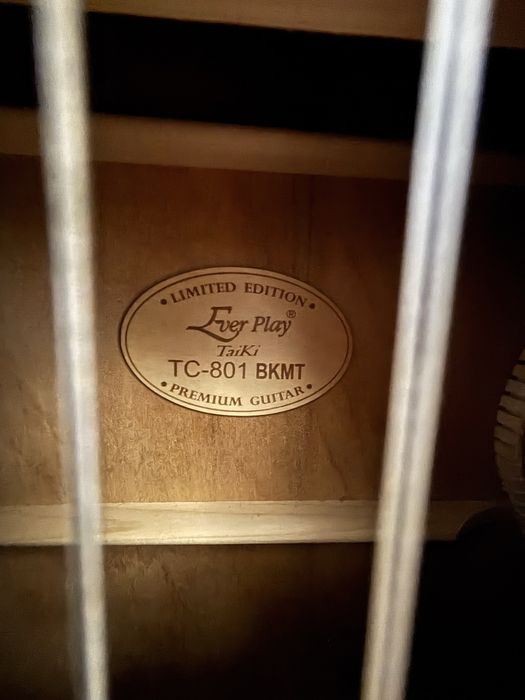 • LIMITED EDITION •
Ever Play®
TaiKi
TC-801 BKMT
• PREMIUM GUITAR •